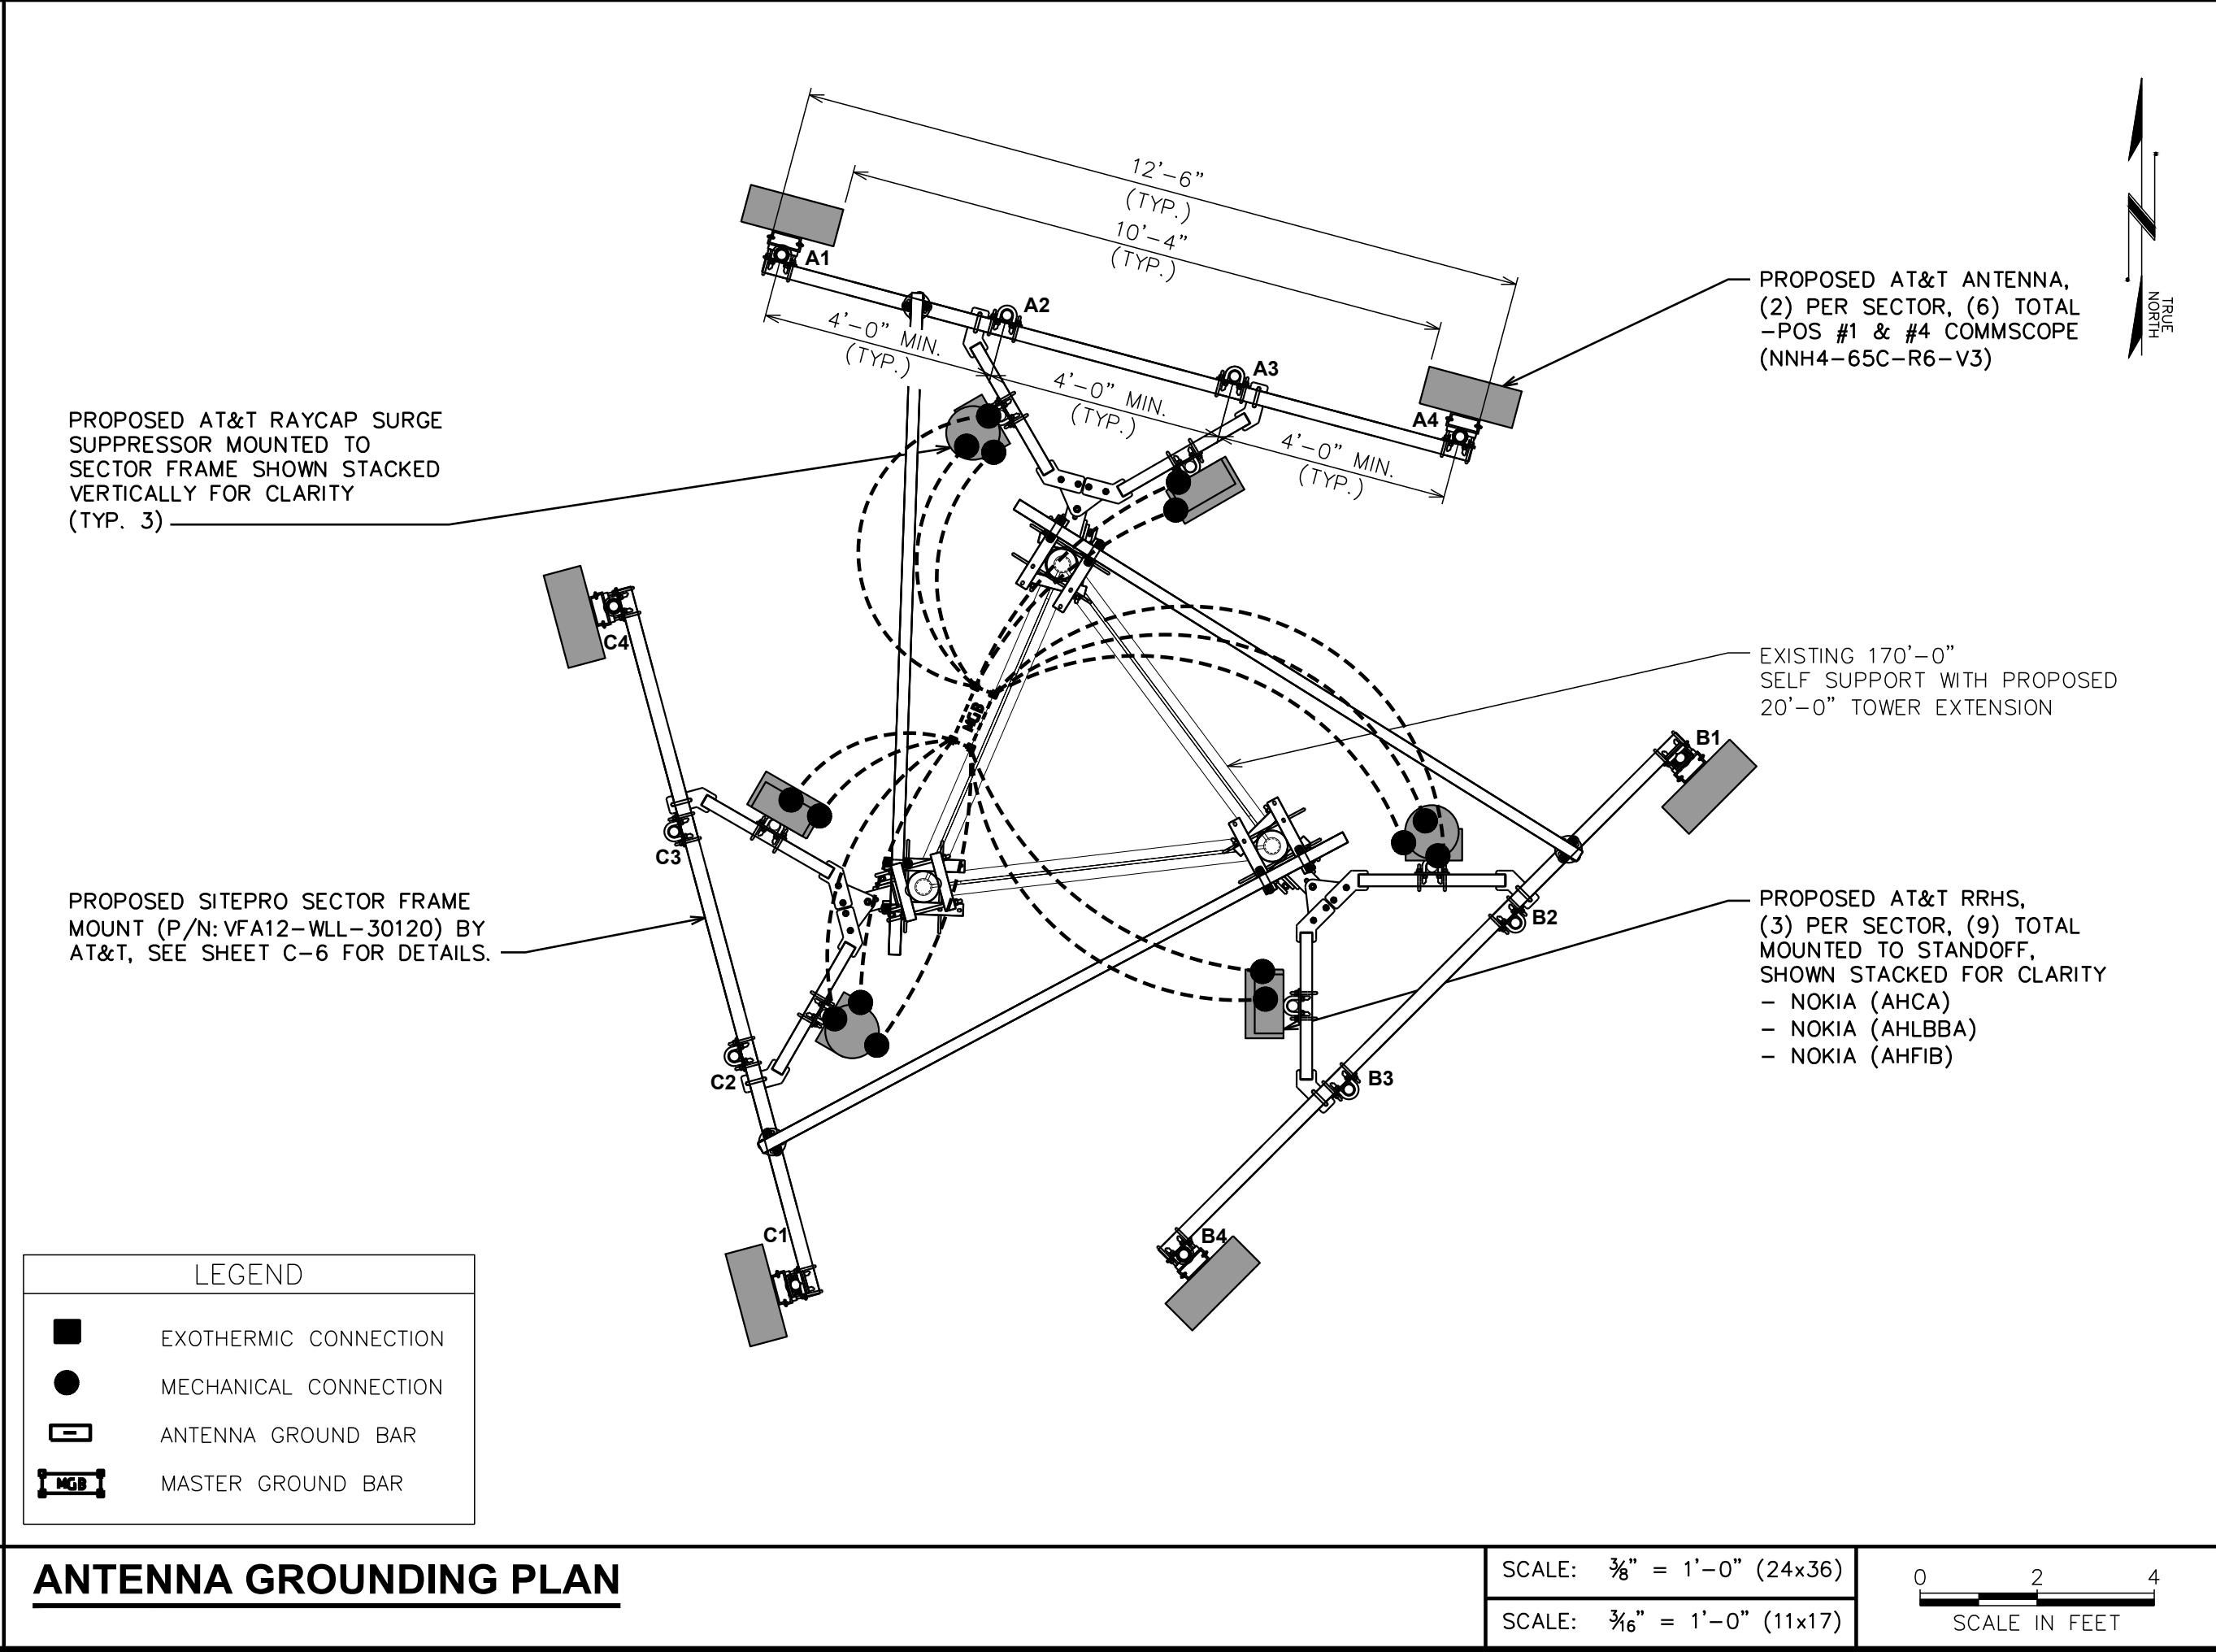 12'-6"
(TYP.)
10'-4"
(TYP.)
A1
A2
A3
A4
4'-0" MIN.
(TYP.)
4'-0" MIN.
(TYP.)
4'-0" MIN.
(TYP.)
TRUE
NORTH
PROPOSED AT&T ANTENNA,
(2) PER SECTOR, (6) TOTAL
-POS #1 & #4 COMMSCOPE
(NNH4-65C-R6-V3)
PROPOSED AT&T RAYCAP SURGE
SUPPRESSOR MOUNTED TO
SECTOR FRAME SHOWN STACKED
VERTICALLY FOR CLARITY
(TYP. 3)
C4
MGB
EXISTING 170'-0"
SELF SUPPORT WITH PROPOSED
20'-0" TOWER EXTENSION
B1
C3
B2
PROPOSED SITEPRO SECTOR FRAME
MOUNT (P/N: VFA12-WLL-30120) BY
AT&T, SEE SHEET C-6 FOR DETAILS.
PROPOSED AT&T RRHS,
(3) PER SECTOR, (9) TOTAL
MOUNTED TO STANDOFF,
SHOWN STACKED FOR CLARITY
- NOKIA (AHCA)
- NOKIA (AHLBBA)
- NOKIA (AHFIB)
C2
B3
C1
B4
LEGEND
EXOTHERMIC CONNECTION
MECHANICAL CONNECTION
ANTENNA GROUND BAR
MGB MASTER GROUND BAR
ANTENNA GROUNDING PLAN
SCALE: ⅜" = 1'-0" (24x36)
SCALE: 3/16" = 1'-0" (11x17)
0 2 4
SCALE IN FEET